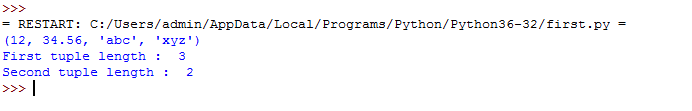 >>>
= RESTART: C:/Users/admin/AppData/Local/Programs/Python/Python36-32/first.py =
(12, 34.56, 'abc', 'xyz')
First tuple length :  3
Second tuple length :  2
>>>